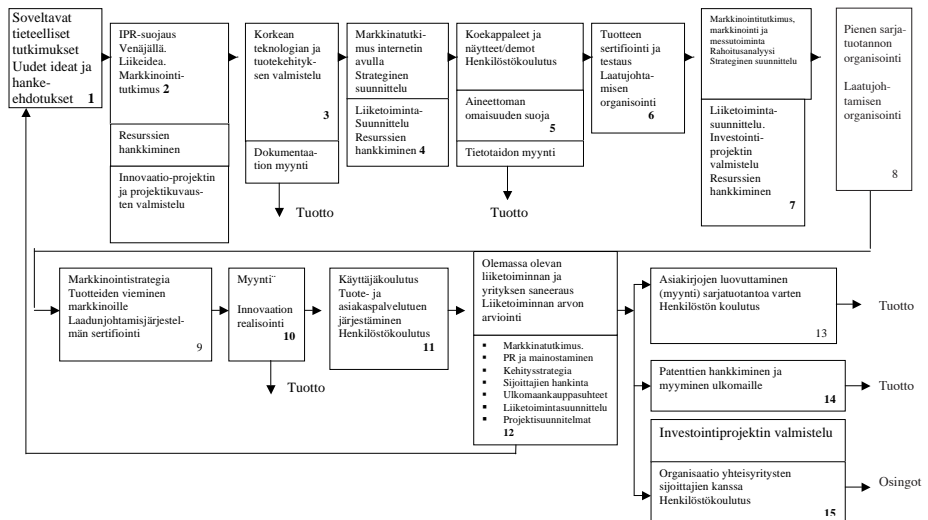 Soveltavat
tieteelliset
tutkimukset
Uudet ideat ja
hanke-
ehdotukset 1
IPR-suojaus
Venäjällä.
Liikeidea.
Markkinointi-
tutkimus 2
Resurssien
hankkiminen
Innovaatio-projektin
ja projektikuvaus-
ten valmistelu
Korkean
teknologian ja
tuotekehityk-
sen valmistelu
3
Dokumentaa-
tion myynti
Tuotto
Markkinatutki-
mus internetin
avulla
Strateginen
suunnittelu
Liiketoiminta-
Suunnittelu
Resurssien
hankkiminen 4
Koekappaleet ja
näytteet/demot
Henkilöstökoulutus
Aineettoman
omaisuuden suoja
5
Tietotaidon myynti
Tuotto
Tuotteen
sertifiointi ja
testaus
Laatujohta-
misen
organisointi
6
Markkinointitutkimus,
markkinointi ja
messutoiminta
Rahoitusanalyysi
Strateginen suunnittelu
Liiketoiminta-
suunnittelu.
Investointi-
projektin
valmistelu
Resurssien
hankkiminen
7
Pienen sarja-
tuotannon
organisointi
Laatujoh-
tamisen
organisointi
8
Markkinointistrategia
Tuotteiden vieminen
markkinoille
Laadunjohtamisjärjestel-
män sertifiointi
9
Myynti¨
Innovaation
realisointi
10
Tuotto
Käyttäjäkoulutus
Tuote- ja
asiakaspalvelutuen
järjestäminen
Henkilöstökoulutus
11
Olemassa olevan
liiketoiminnan ja
yrityksen saneeraus
Liiketoiminnan arvon
arviointi
▪ Markkinatutkimus.
▪ PR ja mainostaminen
▪ Kehitysstrategia
▪ Sijoittajien hankinta
▪ Ulkomaankauppasuhteet
▪ Liiketoimintasuunnittelu
▪ Projektisuunnitelmat
12
Asiakirjojen luovuttaminen
(myynti) sarjatuotantoa varten
Henkilöstön koulutus
13
Tuotto
Patenttien hankkiminen ja
myyminen ulkomaille
14
Tuotto
Investointiprojektin valmistelu
Organisaatio yhteisyritysten
sijoittajien kanssa
Henkilöstökoulutus
15
Osingot